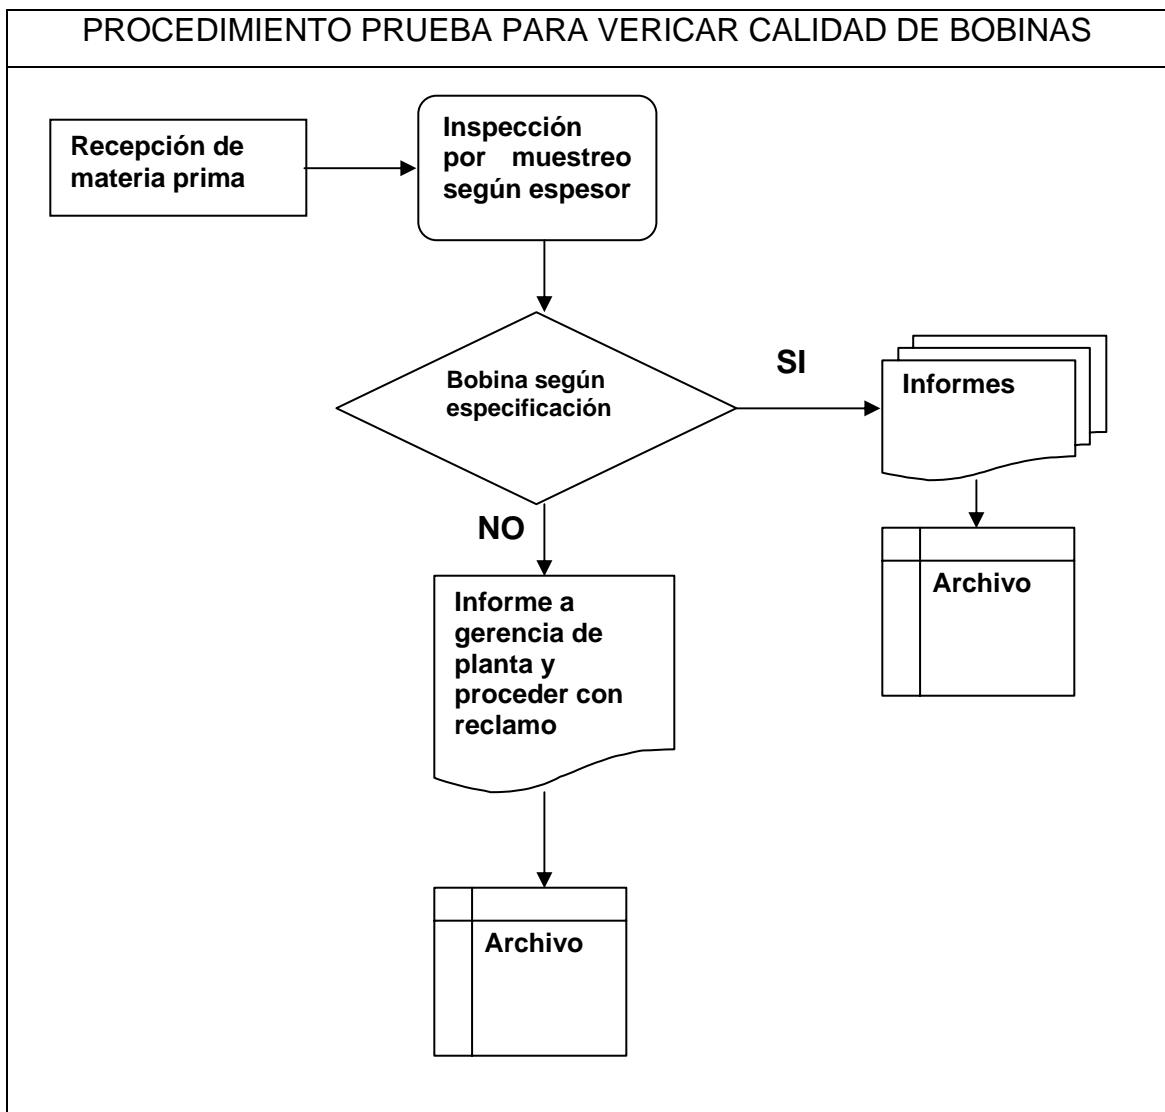 PROCEDIMIENTO PRUEBA PARA VERICAR CALIDAD DE BOBINAS
Recepción de
materia prima
Inspección
por muestreo
según espesor
Bobina según
especificación
SI
Informes
Archivo
NO
Informe a
gerencia de
planta y
proceder con
reclamo
Archivo